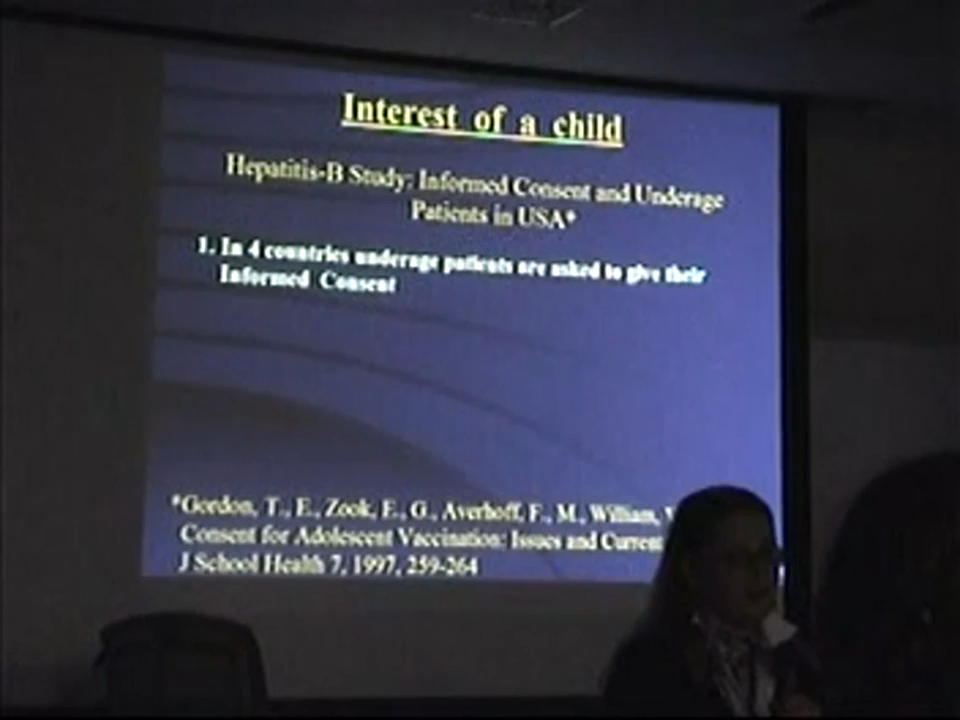 Interest of a child
Hepatitis-B Study: Informed Consent and Underage
Patients in USA*
1. In 4 countries underage patients are asked to give their
Informed Consent
*Gordon, T., E., Zook, E., G., Averhoff, F., M., William,
Consent for Adolescent Vaccination: Issues and Current
J School Health 7, 1997, 259-264